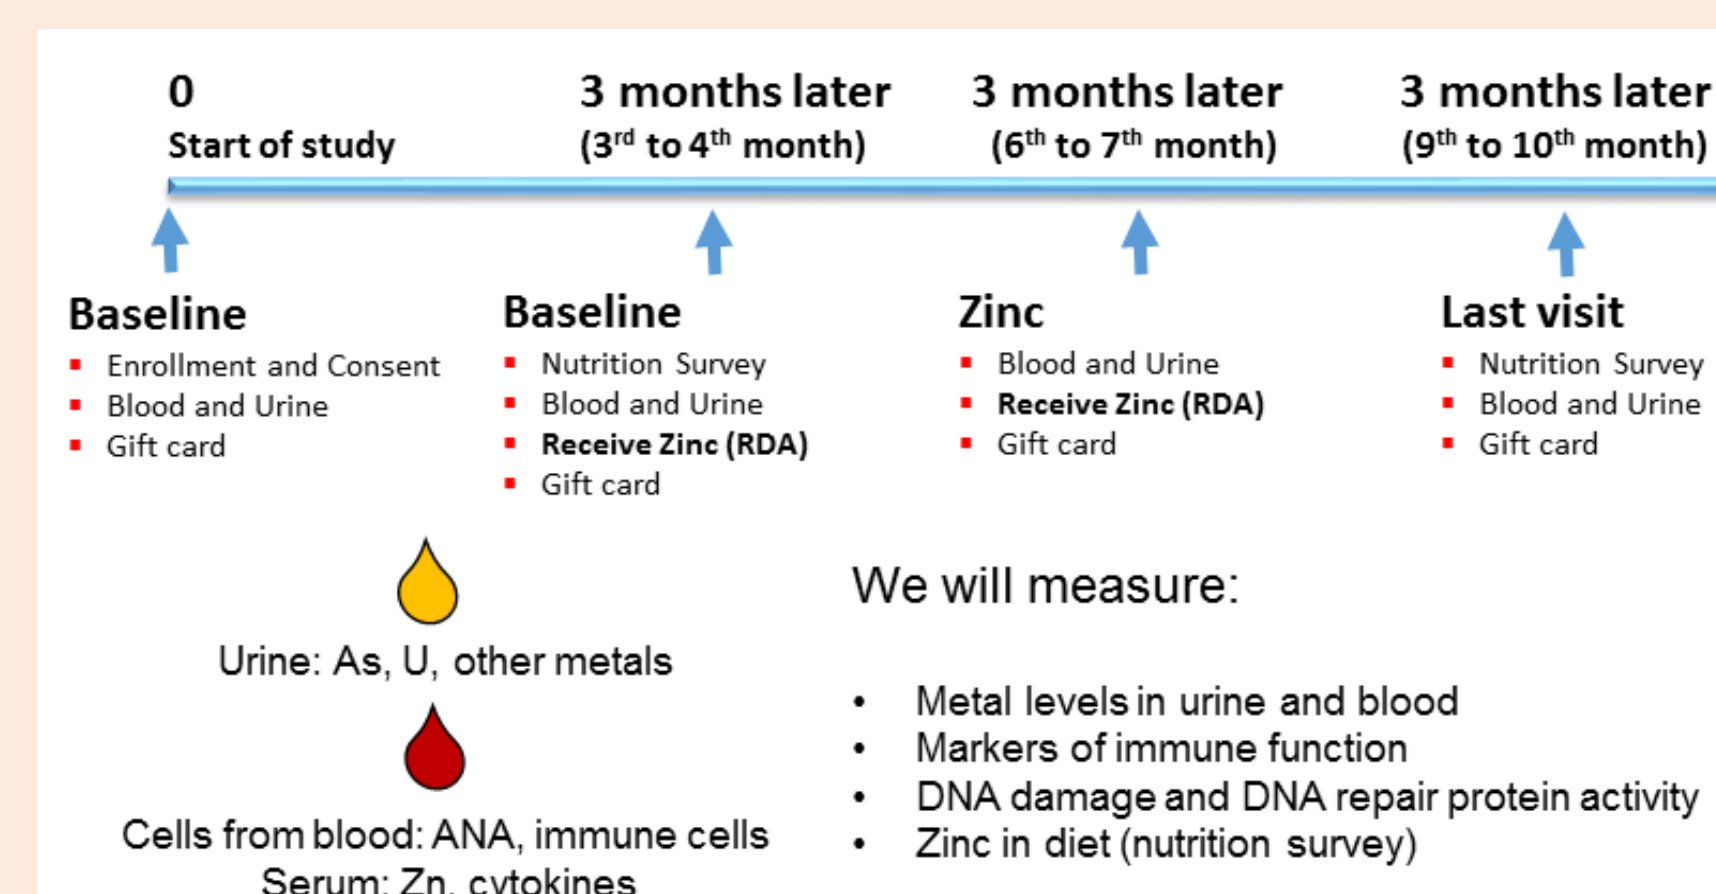 0
Start of study
3 months later
(3rd to 4th month)
3 months later
(6th to 7th month)
3 months later
(9th to 10th month)
Baseline
Enrollment and Consent
Blood and Urine
Gift card
Baseline
Nutrition Survey
Blood and Urine
Receive Zinc (RDA)
Gift card
Zinc
Blood and Urine
Receive Zinc (RDA)
Gift card
Last visit
Nutrition Survey
Blood and Urine
Gift card
Urine: As, U, other metals
Cells from blood: ANA, immune cells
Serum: Zn, cytokines
We will measure:
Metal levels in urine and blood
Markers of immune function
DNA damage and DNA repair protein activity
Zinc in diet (nutrition survey)